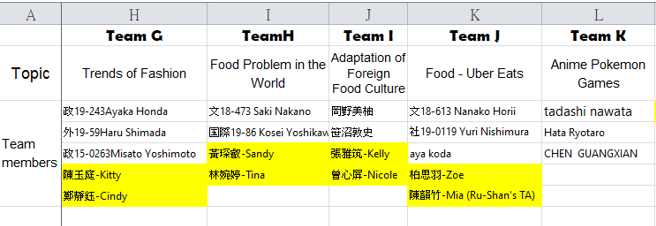 A H I J K L
Team G TeamH Team I Team J Team K
Topic Trends of Fashion Food Problem in the World Adaptation of Foreign Food Culture Food - Uber Eats Anime Pokemon Games
Team members
政19-243Ayaka Honda 文18-473 Saki Nakano 岡野美柚 文18-613 Nanako Horii tadashi nawata
外19-59Haru Shimada 国際19-86 Kosei Yoshikaw 笹沼敦史 社19-0119 Yuri Nishimura Hata Ryotaro
政15-0263Misato Yoshimoto 黃琛叡-Sandy 張雅筑-Kelly aya koda CHEN GUANGXIAN
陳玉庭-Kitty 林婉婷-Tina 曾心屏-Nicole 柏思羽-Zoe
鄭靜鈺-Cindy 陳韻竹-Mia (Ru-Shan's TA)